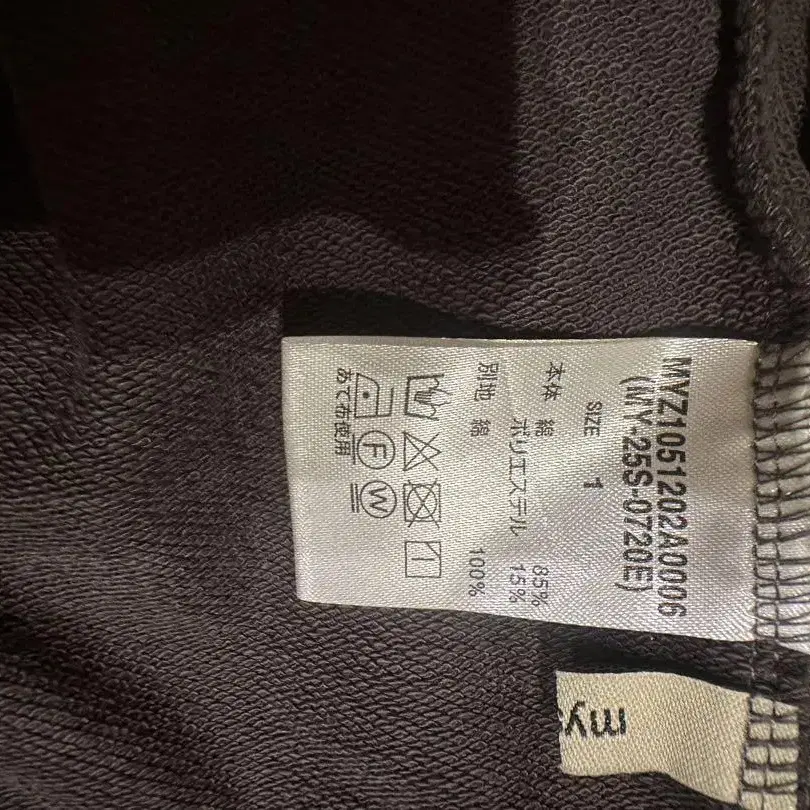 MYZ1051202A0006
(MY-25S-0720E)
SIZE 1
本体 綿 85%
ポリエステル 15%
別地 綿 100%
F W
あて布使用
my